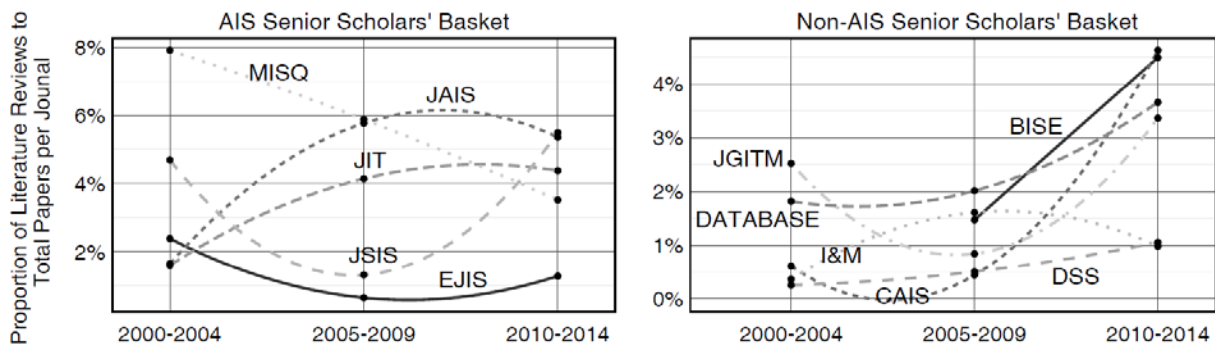 Proportion of Literature Reviews to
Total Papers per Jounal
AIS Senior Scholars' Basket
8%
6%
4%
2%
MISQ
JAIS
JIT
JSIS
EJIS
2000-2004
2005-2009
2010-2014
Non-AIS Senior Scholars' Basket
4%
3%
2%
1%
0%
BISE
JGITM
DATABASE
I&M
DSS
CAIS
2000-2004
2005-2009
2010-2014